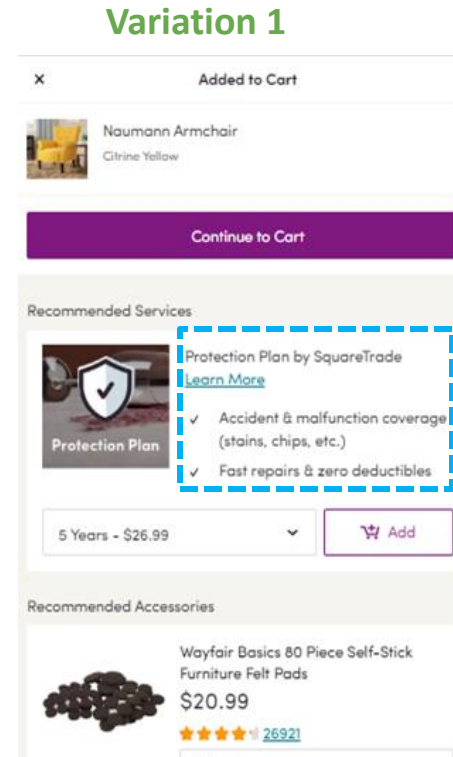 Variation 1
× Added to Cart
Naumann Armchair
Citrine Yellow
Continue to Cart
Recommended Services
Protection Plan by SquareTrade
Learn More
✓ Accident & malfunction coverage
(stains, chips, etc.)
✓ Fast repairs & zero deductibles
Protection Plan
5 Years - $26.99
Add
Recommended Accessories
Wayfair Basics 80 Piece Self-Stick
Furniture Felt Pads
$20.99
26921